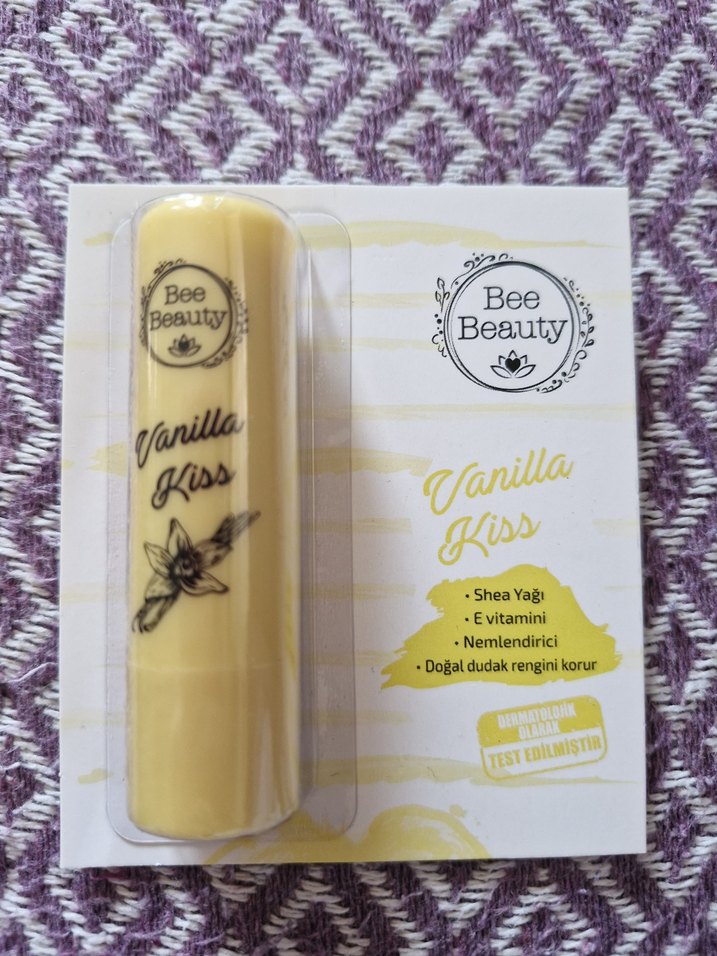 Bee
Beauty
Vanilla
Kiss
Bee
Beauty
Vanilla
Kiss
• Shea Yağı
• E vitamini
• Nemlendirici
• Doğal dudak rengini korur
DERMATOLOJİK
OLARAK
TEST EDİLMİŞTİR